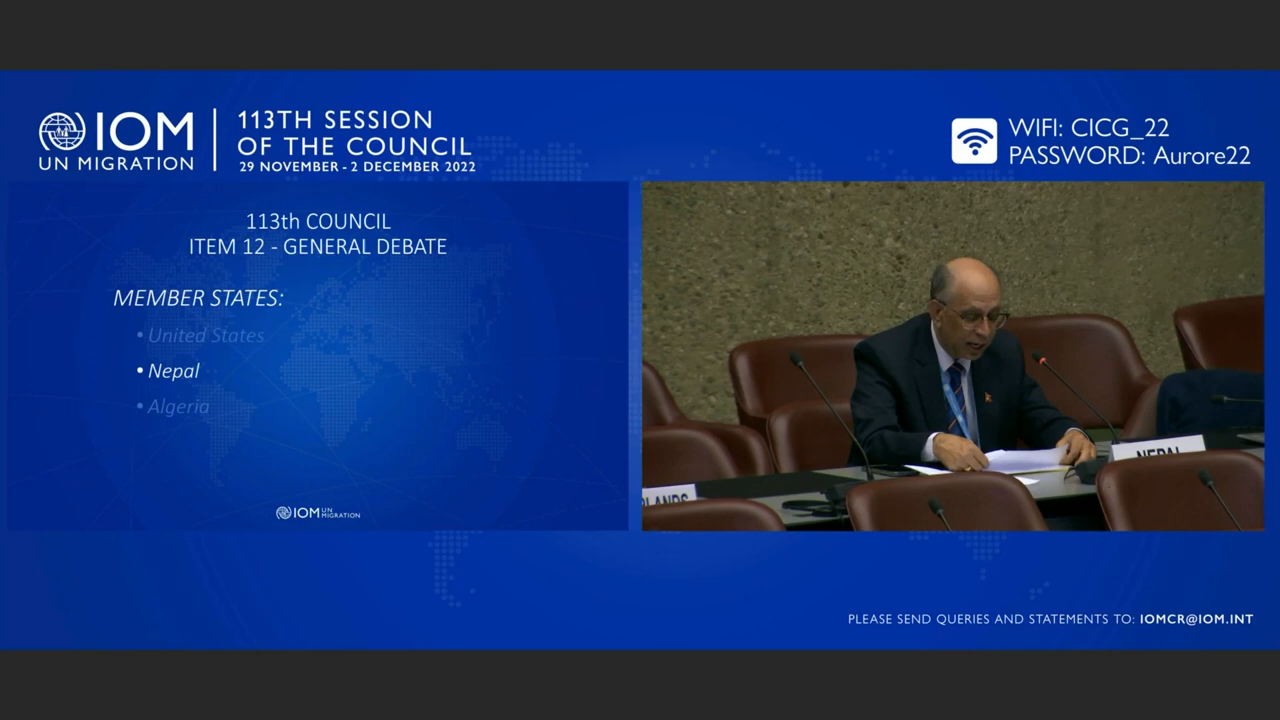 IOM
UN MIGRATION
113TH SESSION
OF THE COUNCIL
29 NOVEMBER - 2 DECEMBER 2022
WIFI: CICG_22
PASSWORD: Aurore22
113th COUNCIL
ITEM 12 - GENERAL DEBATE
MEMBER STATES:
• United States
• Nepal
• Algeria
IOM UN MIGRATION
NEPAL
PLEASE SEND QUERIES AND STATEMENTS TO: IOMCR@IOM.INT